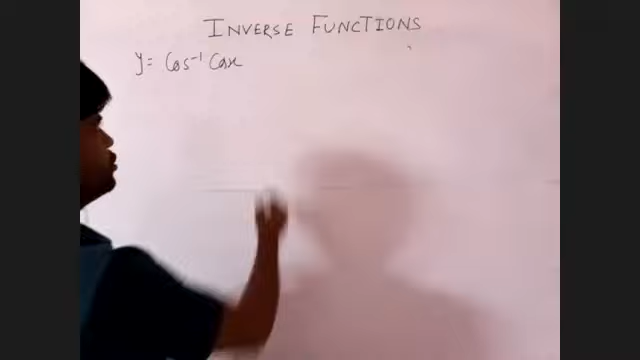 INVERSE FUNCTIONS
y = Cos⁻¹ Cosx